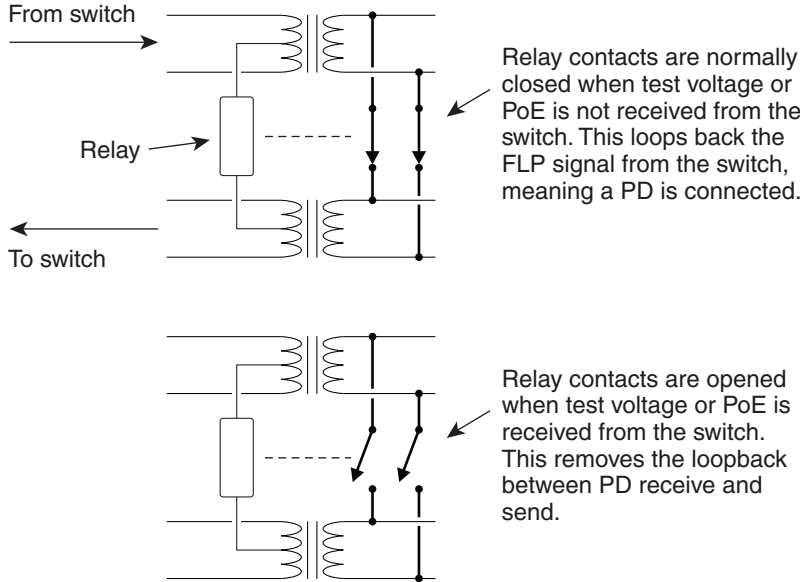 From switch
Relay contacts are normally
closed when test voltage or
PoE is not received from the
switch. This loops back the
FLP signal from the switch,
meaning a PD is connected.
Relay
To switch
Relay contacts are opened
when test voltage or PoE is
received from the switch.
This removes the loopback
between PD receive and
send.